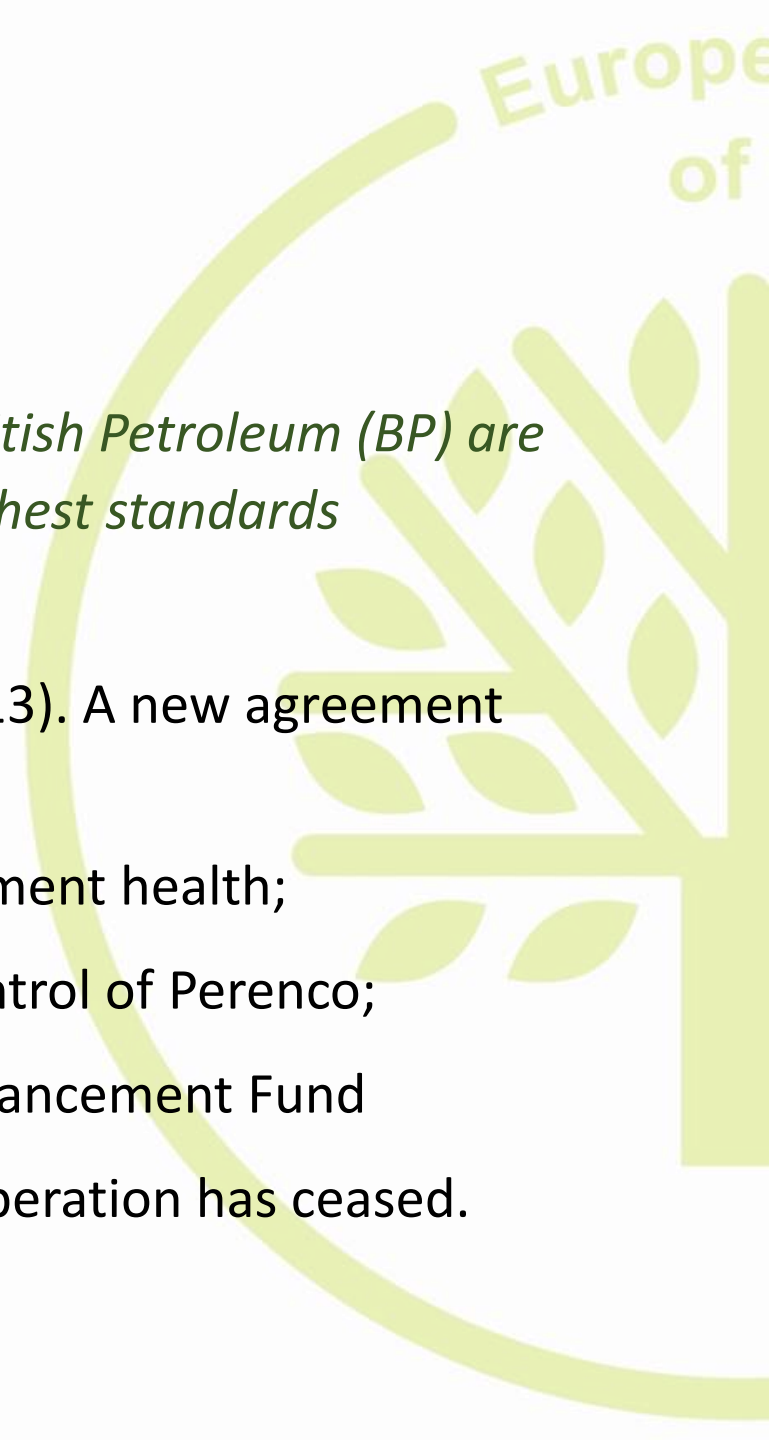 Europe
of
tish Petroleum (BP) are
hest standards
13). A new agreement
ment health;
ntrol of Perenco;
ancement Fund
peration has ceased.